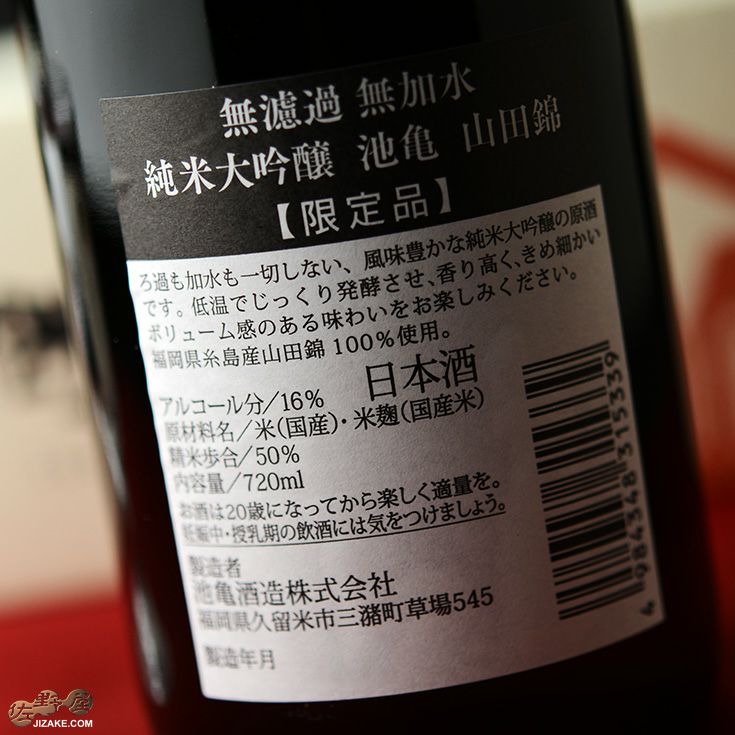 無濾過 無加水
純米大吟醸 池亀 山田錦
【限定品】
ろ過も加水も一切しない、風味豊かな純米大吟醸の原酒
です。低温でじっくり発酵させ、香り高く、きめ細かい
ボリューム感のある味わいをお楽しみください。
福岡県糸島産山田錦 100%使用。
日本酒
アルコール分/16%
原材料名/米(国産)・米麹(国産米)
精米歩合/50%
内容量/720ml
お酒は20歳になってから楽しく適量を。
妊娠中・授乳期の飲酒には気をつけましょう。
製造者
池亀酒造株式会社
福岡県久留米市三潴町草場545
製造年月
4984348315339
佐野屋
JIZAKE.COM